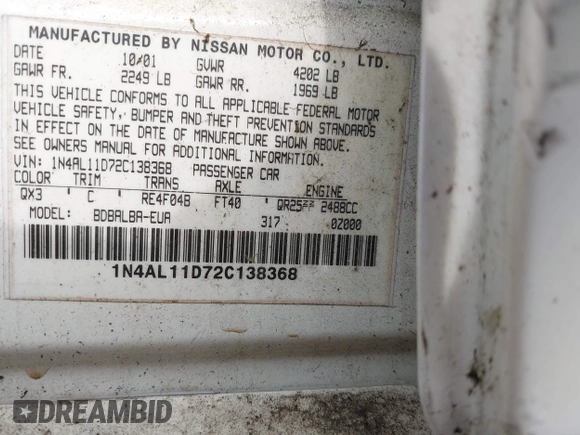 MANUFACTURED BY NISSAN MOTOR CO., LTD.
DATE 10/01 GVWR 4202 LB
GAWR FR. 2249 LB GAWR RR. 1969 LB
THIS VEHICLE CONFORMS TO ALL APPLICABLE FEDERAL MOTOR
VEHICLE SAFETY, BUMPER AND THEFT PREVENTION STANDARDS
IN EFFECT ON THE DATE OF MANUFACTURE SHOWN ABOVE.
SEE OWNERS MANUAL FOR ADDITIONAL INFORMATION.
VIN: 1N4AL11D72C138368 PASSENGER CAR
COLOR TRIM TRANS AXLE ENGINE
QX3 C RE4F04B FT40 QR25 2488CC
MODEL: BDBALBA-EUA 317 0Z000
1N4AL11D72C138368
DREAMBID